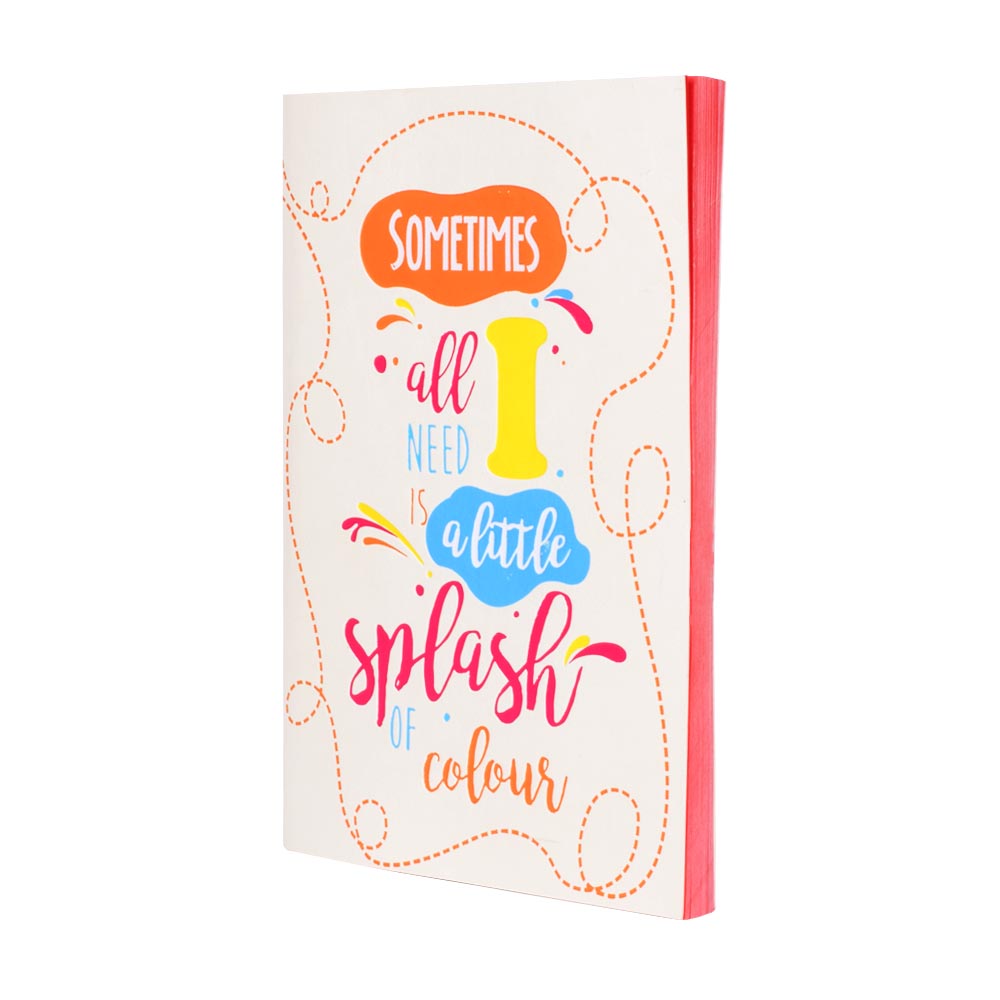 SOMETIMES
all I
NEED
IS a little
splash
OF
colour